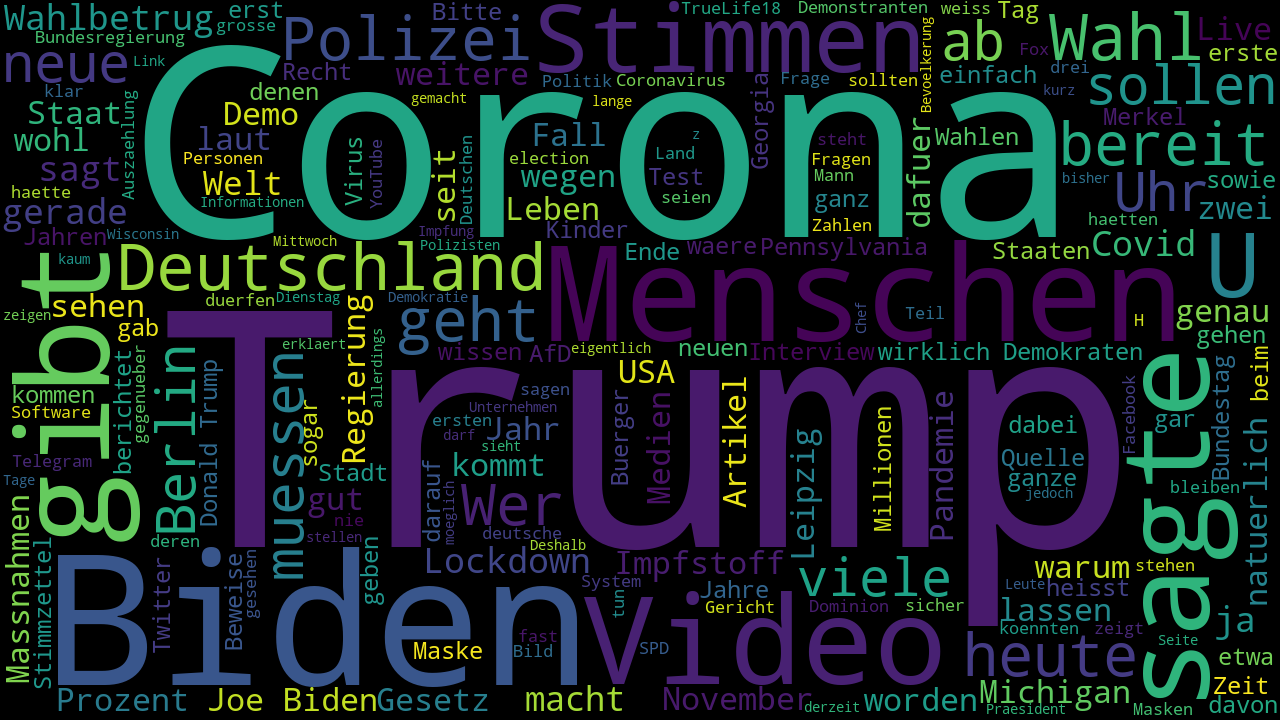 Wahlbetrug
erst
grosse
Bundesregierung
Link
neue
Polizei
Bitte
Recht
weitere
Stimmen
TrueLife18
Demonstranten
weiss
Tag
Bevoelkerung
ab
Fox
Wahl
Live
erste
klar
denen
gemacht
Politik
Coronavirus
Frage
sollten
einfach
drei
kurz
sollen
lange
Staat
Auszaehlung
Demo
Corona
Georgia
Merkel
wohl
laut
Fall
steht
dafuer
Wahlen
bereit
Personen
Virus
YouTube
seit
Deutschen
election
z
Land
Fragen
sagt
Welt
wegen
Test
Mann
bisher
Uhr
sowie
haette
Informationen
Leben
seien
ganz
haetten
zwei
gerade
Kinder
Zahlen
Jahren
Wisconsin
Mittwoch
Impfung
Polizisten
Ende
waere
Pennsylvania
Staaten
Covid
U
kaum
gibt
Deutschland
Menschen
sehen
duerfen
Dienstag
Regierung
Demokratie
geht
Chef
Teil
H
genau
zeigen
gab
gehen
erklaert
allerdings
wissen
AfD
eigentlich
neuen
Interview
wirklich
Demokraten
sagte
Bundestag
beim
berichtet
gegenueber
Berlin
Donald Trump
muessen
Trump
USA
kommen
sagen
Buerger
Medien
Artikel
Millionen
Pandemie
Facebook
Software
sogar
Unternehmen
ersten
Jahr
darf
dabei
gar
natuerlich
sieht
Telegram
Stadt
kommt
Leipzig
Quelle
Tage
darauf
moeglich
ganze
bleiben
gut
Wer
jedoch
Massnahmen
nie
deren
stellen
deutsche
Deshalb
Stimmzettel
Twitter
Beweise
gesehen
geben
Lockdown
Impfstoff
viele
warum
stehen
Biden
System
tun
Jahre
Leute
heisst
Gericht
Dominion
sicher
lassen
ja
Video
koennten
zeigt
Maske
fast
Bild
SPD
heute
Seite
etwa
Prozent
Joe Biden
Gesetz
macht
November
derzeit
worden
Michigan
Praesident
Masken
Zeit
davon